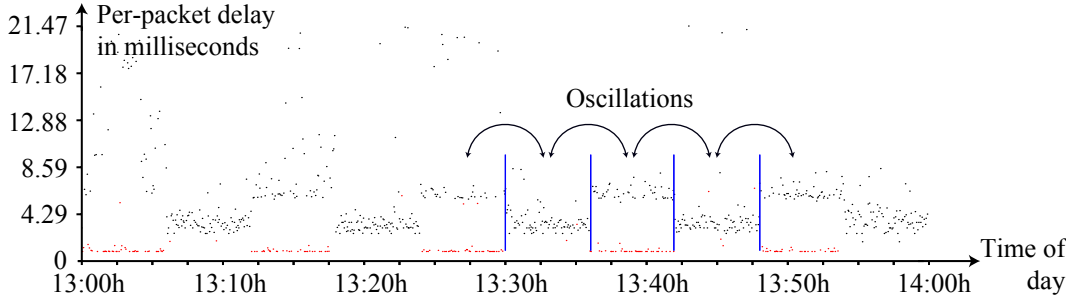 21.47
Per-packet delay
in milliseconds
17.18
12.88
Oscillations
8.59
4.29
0
Time of
day
13:00h
13:10h
13:20h
13:30h
13:40h
13:50h
14:00h